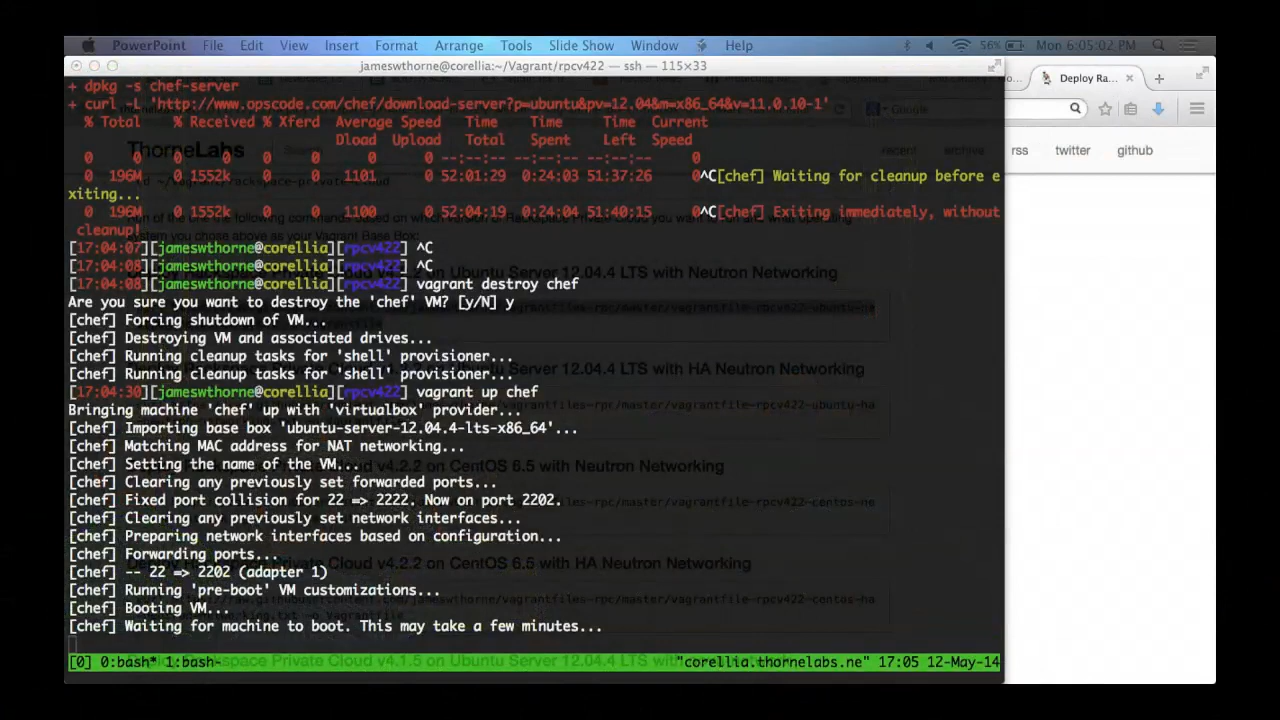 PowerPoint File Edit View Insert Format Arrange Tools Slide Show Window Help 56% Mon 6:05:02 PM
jameswthorne@corellia:~/Vagrant/rpcv422 — ssh — 115×33
Deploy Ra...
Google
rss twitter github
ThorneLabs
recent archive
+ dpkg -s chef-server
+ curl -L 'http://www.opscode.com/chef/download-server?p=ubuntu&pv=12.04&m=x86_64&v=11.0.10-1'
% Total % Received % Xferd Average Speed Time Time Time Current
Dload Upload Total Spent Left Speed
0 0 0 0 0 0 0 0 --:--:-- --:--:-- --:--:-- 0
0 196M 0 1552k 0 0 1101 0 52:01:29 0:24:03 51:37:26 0^C[chef] Waiting for cleanup before e
xiting...
0 196M 0 1552k 0 0 1100 0 52:04:19 0:24:04 51:40:15 0^C[chef] Exiting immediately, without
cleanup!
[17:04:07][jameswthorne@corellia][rpcv422] ^C
[17:04:08][jameswthorne@corellia][rpcv422] ^C
[17:04:08][jameswthorne@corellia][rpcv422] vagrant destroy chef
Are you sure you want to destroy the 'chef' VM? [y/N] y
[chef] Forcing shutdown of VM...
[chef] Destroying VM and associated drives...
[chef] Running cleanup tasks for 'shell' provisioner...
[chef] Running cleanup tasks for 'shell' provisioner...
[17:04:30][jameswthorne@corellia][rpcv422] vagrant up chef
Bringing machine 'chef' up with 'virtualbox' provider...
[chef] Importing base box 'ubuntu-server-12.04.4-lts-x86_64'...
[chef] Matching MAC address for NAT networking...
[chef] Setting the name of the VM...
[chef] Clearing any previously set forwarded ports...
[chef] Fixed port collision for 22 => 2222. Now on port 2202.
[chef] Clearing any previously set network interfaces...
[chef] Preparing network interfaces based on configuration...
[chef] Forwarding ports...
[chef] -- 22 => 2202 (adapter 1)
[chef] Running 'pre-boot' VM customizations...
[chef] Booting VM...
[chef] Waiting for machine to boot. This may take a few minutes...
[0] 0:bash* 1:bash- "corellia.thornelabs.ne" 17:05 12-May-14